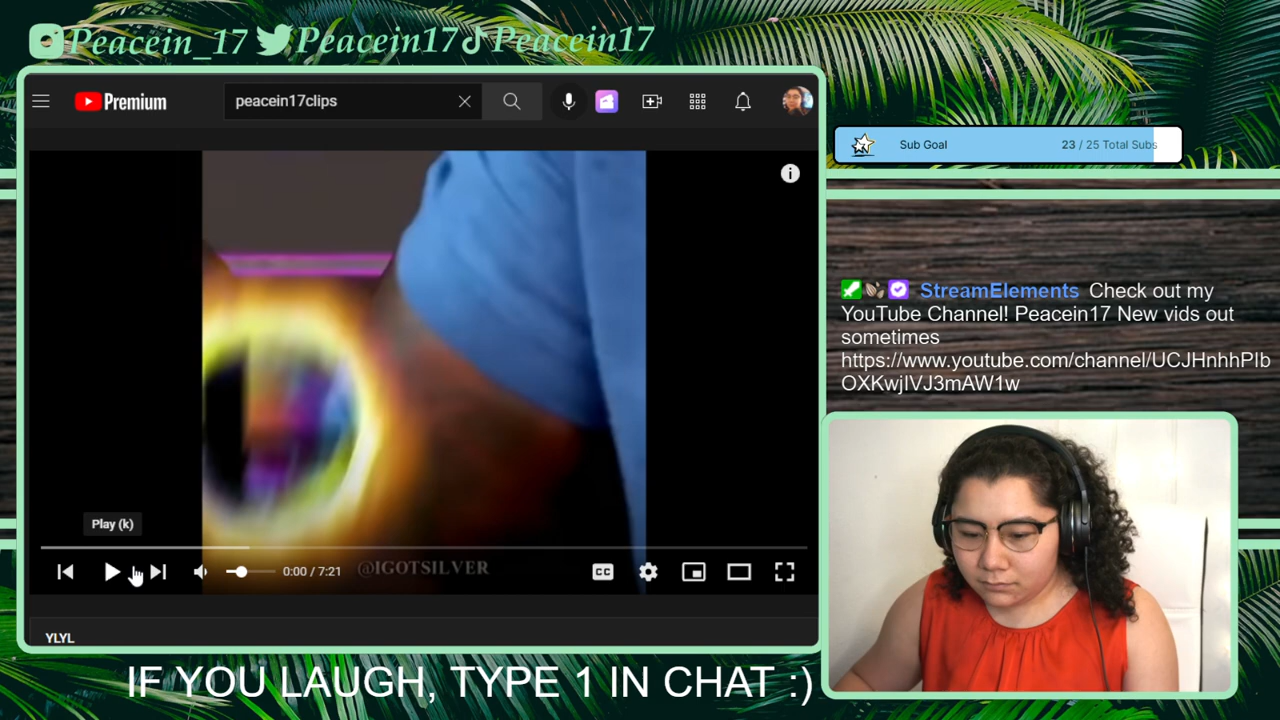 Peacein_17 Peacein17 Peacein17
Premium
peacein17clips
Sub Goal 23 / 25 Total Subs
StreamElements Check out my
YouTube Channel! Peacein17 New vids out
sometimes
https://www.youtube.com/channel/UCJHnhhPIb
OXKwjIVJ3mAW1w
Play (k)
0:00 / 7:21
@IGOTSILVER
CC
YLYL
IF YOU LAUGH, TYPE 1 IN CHAT :)